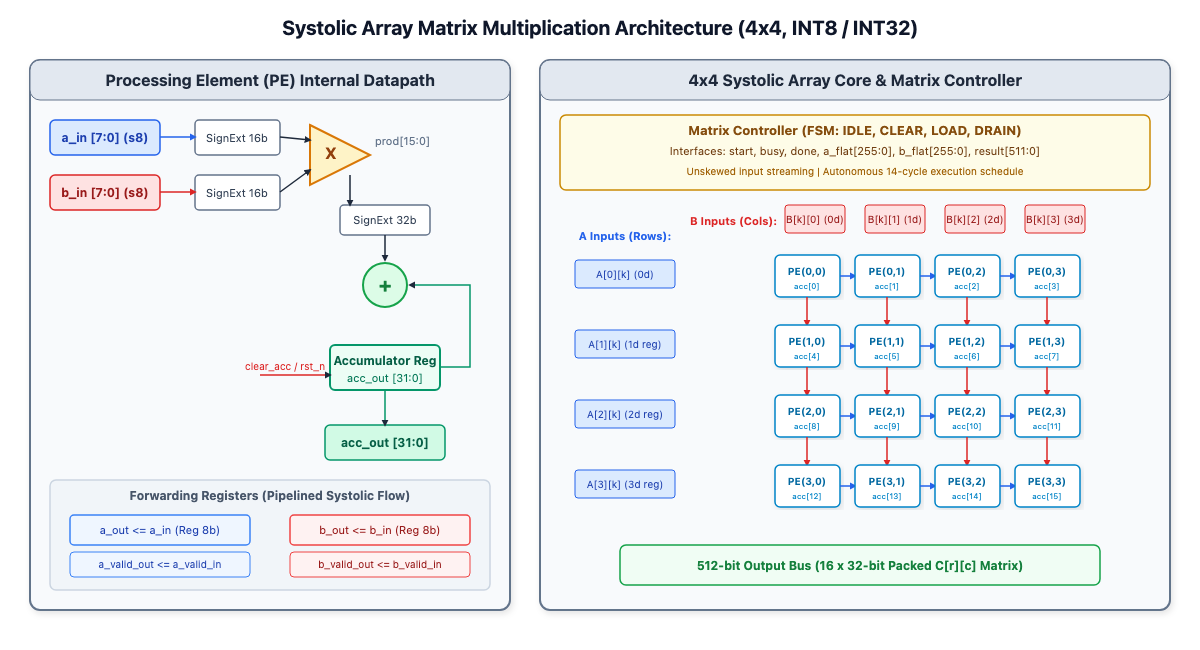 Systolic Array Matrix Multiplication Architecture (4x4, INT8 / INT32)
Processing Element (PE) Internal Datapath
a_in [7:0] (s8)
SignExt 16b
X
prod[15:0]
b_in [7:0] (s8)
SignExt 16b
SignExt 32b
+
clear_acc / rst_n
Accumulator Reg
acc_out [31:0]
acc_out [31:0]
Forwarding Registers (Pipelined Systolic Flow)
a_out <= a_in (Reg 8b)
b_out <= b_in (Reg 8b)
a_valid_out <= a_valid_in
b_valid_out <= b_valid_in
4x4 Systolic Array Core & Matrix Controller
Matrix Controller (FSM: IDLE, CLEAR, LOAD, DRAIN)
Interfaces: start, busy, done, a_flat[255:0], b_flat[255:0], result[511:0]
Unskewed input streaming | Autonomous 14-cycle execution schedule
B Inputs (Cols):
B[k][0] (0d)
B[k][1] (1d)
B[k][2] (2d)
B[k][3] (3d)
A Inputs (Rows):
A[0][k] (0d)
PE(0,0)
acc[0]
PE(0,1)
acc[1]
PE(0,2)
acc[2]
PE(0,3)
acc[3]
A[1][k] (1d reg)
PE(1,0)
acc[4]
PE(1,1)
acc[5]
PE(1,2)
acc[6]
PE(1,3)
acc[7]
A[2][k] (2d reg)
PE(2,0)
acc[8]
PE(2,1)
acc[9]
PE(2,2)
acc[10]
PE(2,3)
acc[11]
A[3][k] (3d reg)
PE(3,0)
acc[12]
PE(3,1)
acc[13]
PE(3,2)
acc[14]
PE(3,3)
acc[15]
512-bit Output Bus (16 x 32-bit Packed C[r][c] Matrix)